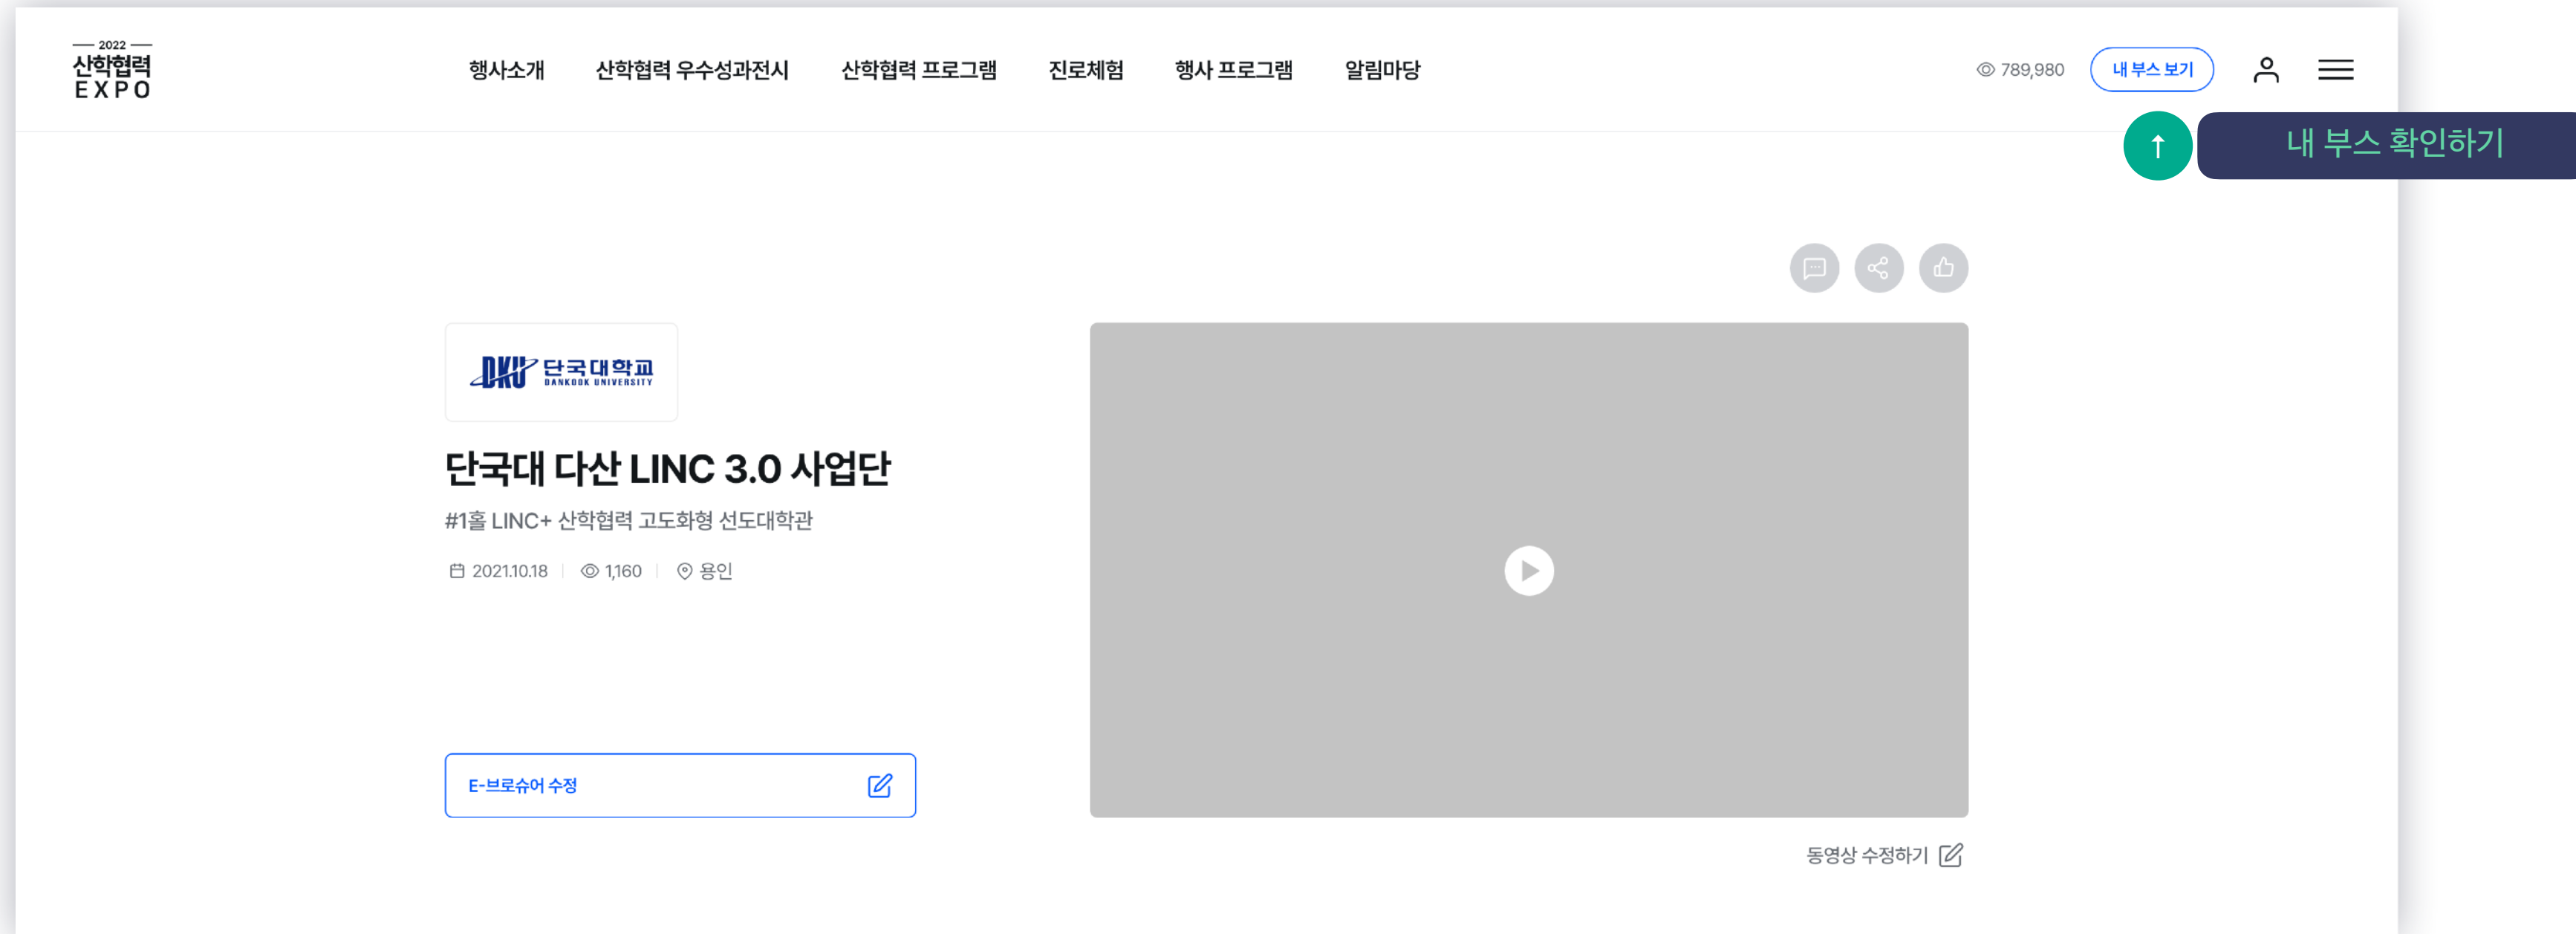 2022
산학협력
EXPO
행사소개 산학협력 우수성과전시 산학협력 프로그램 진로체험 행사 프로그램 알림마당
789,980 내 부스 보기
↑ 내 부스 확인하기
DKU 단국대학교
DANKOOK UNIVERSITY
단국대 다산 LINC 3.0 사업단
#1홀 LINC+ 산학협력 고도화형 선도대학관
2021.10.18 1,160 용인
E-브로슈어 수정
동영상 수정하기